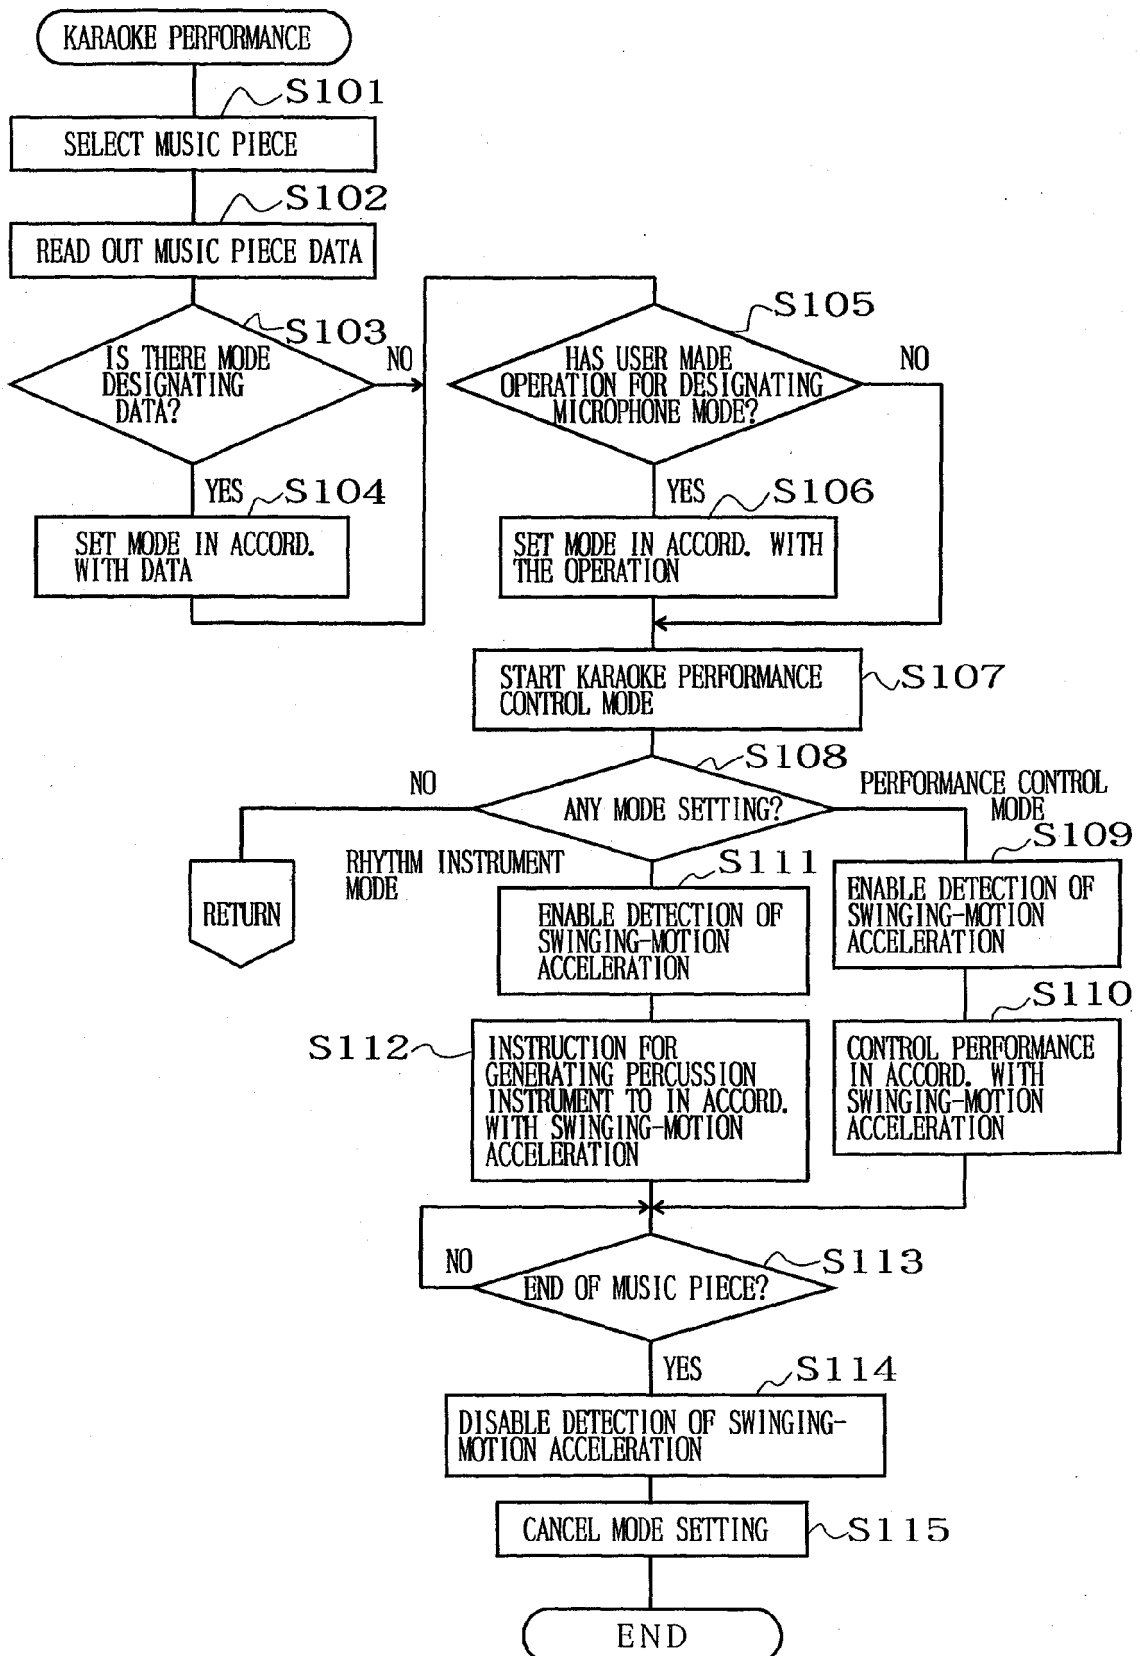 KARAOKE PERFORMANCE
S101
SELECT MUSIC PIECE
S102
READ OUT MUSIC PIECE DATA
S103
IS THERE MODE
DESIGNATING
DATA?
NO
YES
S104
SET MODE IN ACCORD.
WITH DATA
S105
HAS USER MADE
OPERATION FOR DESIGNATING
MICROPHONE MODE?
NO
YES
S106
SET MODE IN ACCORD. WITH
THE OPERATION
START KARAOKE PERFORMANCE
CONTROL MODE
S107
S108
NO
ANY MODE SETTING?
PERFORMANCE CONTROL
MODE
RETURN
RHYTHM INSTRUMENT
MODE
S111
ENABLE DETECTION OF
SWINGING-MOTION
ACCELERATION
S109
ENABLE DETECTION OF
SWINGING-MOTION
ACCELERATION
S112
INSTRUCTION FOR
GENERATING PERCUSSION
INSTRUMENT TO IN ACCORD.
WITH SWINGING-MOTION
ACCELERATION
S110
CONTROL PERFORMANCE
IN ACCORD. WITH
SWINGING-MOTION
ACCELERATION
S113
NO
END OF MUSIC PIECE?
YES
S114
DISABLE DETECTION OF SWINGING-
MOTION ACCELERATION
CANCEL MODE SETTING
S115
END